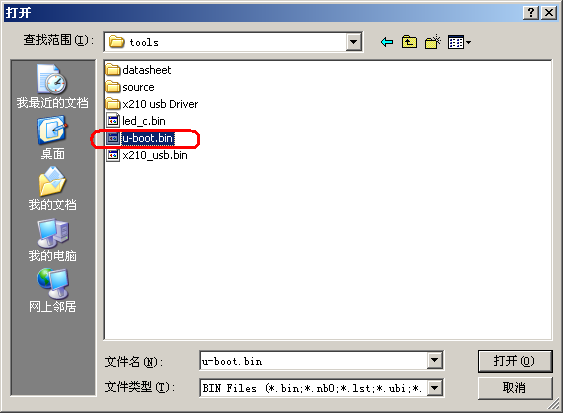 打开
查找范围(I):
tools
我最近的文档
桌面
我的文档
我的电脑
网上邻居
datasheet
source
x210 usb Driver
led_c.bin
u-boot.bin
x210_usb.bin
文件名(N):
u-boot.bin
打开(O)
文件类型(T):
BIN Files (*.bin;*.nb0;*.lst;*.ubi;*.
取消